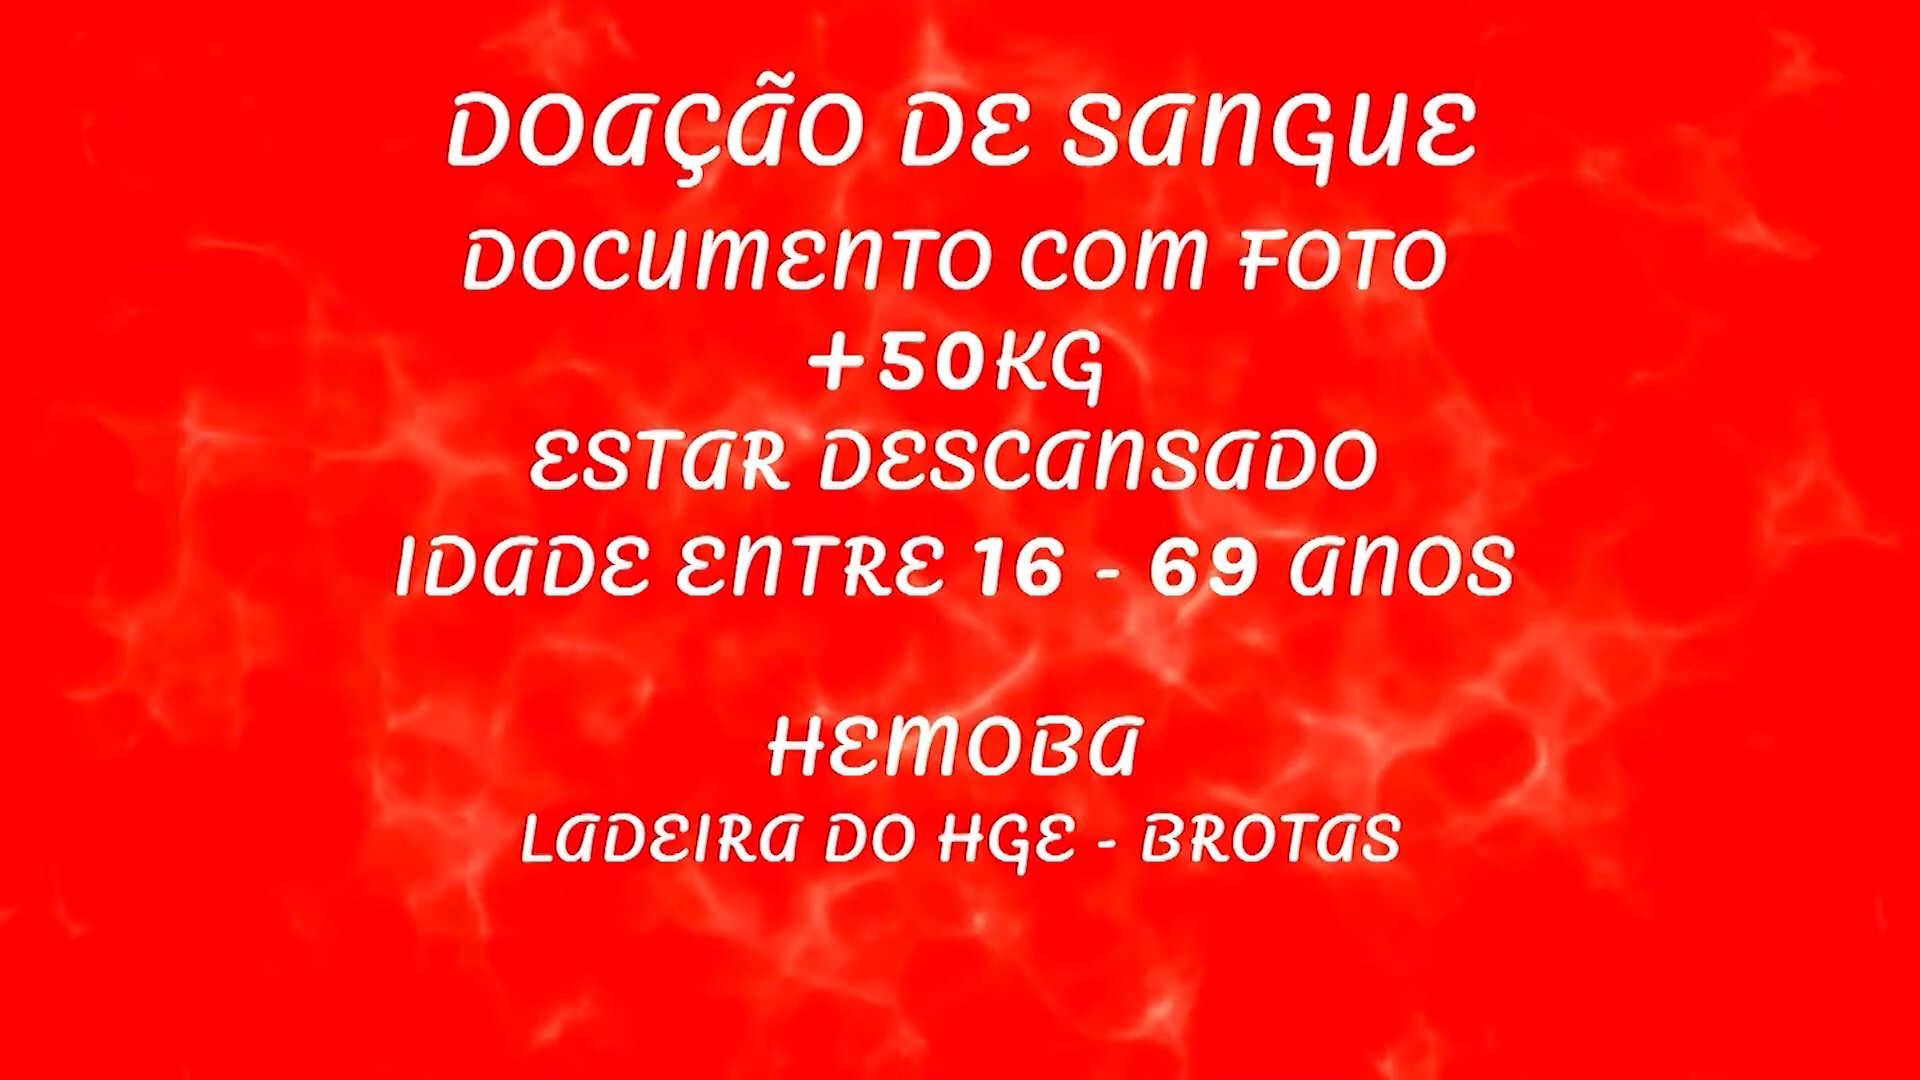 DOAÇÃO DE SANGUE
DOCUMENTO COM FOTO
+50KG
ESTAR DESCANSADO
IDADE ENTRE 16 - 69 ANOS
HEMOBA
LADEIRA DO HGE - BROTAS